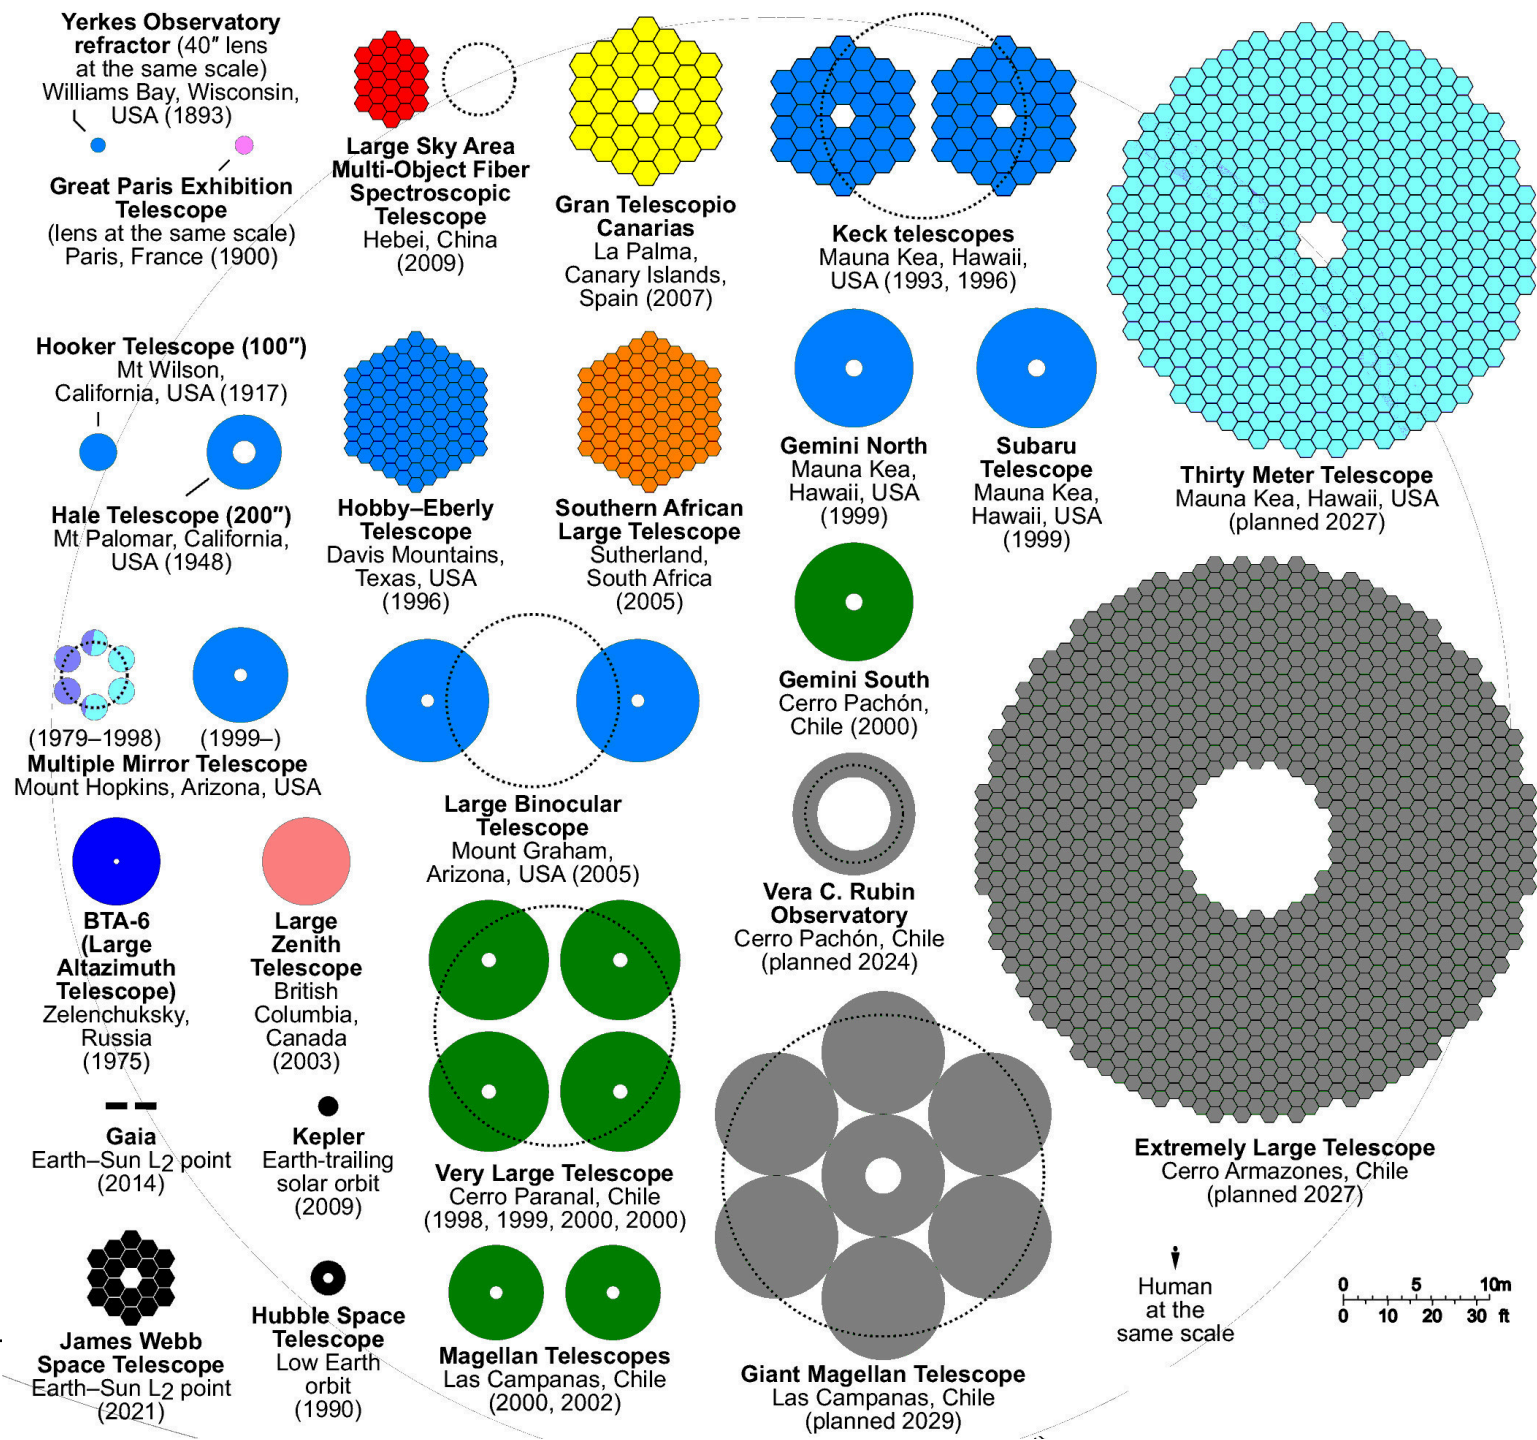 Yerkes Observatory
refractor (40″ lens
at the same scale)
Williams Bay, Wisconsin,
USA (1893)
Great Paris Exhibition
Telescope
(lens at the same scale)
Paris, France (1900)
Large Sky Area
Multi-Object Fiber
Spectroscopic
Telescope
Hebei, China
(2009)
Gran Telescopio
Canarias
La Palma,
Canary Islands,
Spain (2007)
Keck telescopes
Mauna Kea, Hawaii,
USA (1993, 1996)
Thirty Meter Telescope
Mauna Kea, Hawaii, USA
(planned 2027)
Hooker Telescope (100″)
Mt Wilson,
California, USA (1917)
Hale Telescope (200″)
Mt Palomar, California,
USA (1948)
Hobby–Eberly
Telescope
Davis Mountains,
Texas, USA
(1996)
Southern African
Large Telescope
Sutherland,
South Africa
(2005)
Gemini North
Mauna Kea,
Hawaii, USA
(1999)
Subaru
Telescope
Mauna Kea,
Hawaii, USA
(1999)
Gemini South
Cerro Pachón,
Chile (2000)
(1979–1998)
(1999–)
Multiple Mirror Telescope
Mount Hopkins, Arizona, USA
Large Binocular
Telescope
Mount Graham,
Arizona, USA (2005)
Vera C. Rubin
Observatory
Cerro Pachón, Chile
(planned 2024)
BTA-6
(Large
Altazimuth
Telescope)
Zelenchuksky,
Russia
(1975)
Large
Zenith
Telescope
British
Columbia,
Canada
(2003)
Very Large Telescope
Cerro Paranal, Chile
(1998, 1999, 2000, 2000)
Extremely Large Telescope
Cerro Armazones, Chile
(planned 2027)
Gaia
Earth–Sun L2 point
(2014)
Kepler
Earth-trailing
solar orbit
(2009)
James Webb
Space Telescope
Earth–Sun L2 point
(2021)
Hubble Space
Telescope
Low Earth
orbit
(1990)
Magellan Telescopes
Las Campanas, Chile
(2000, 2002)
Giant Magellan Telescope
Las Campanas, Chile
(planned 2029)
Human
at the
same scale
0 5 10m
0 10 20 30 ft